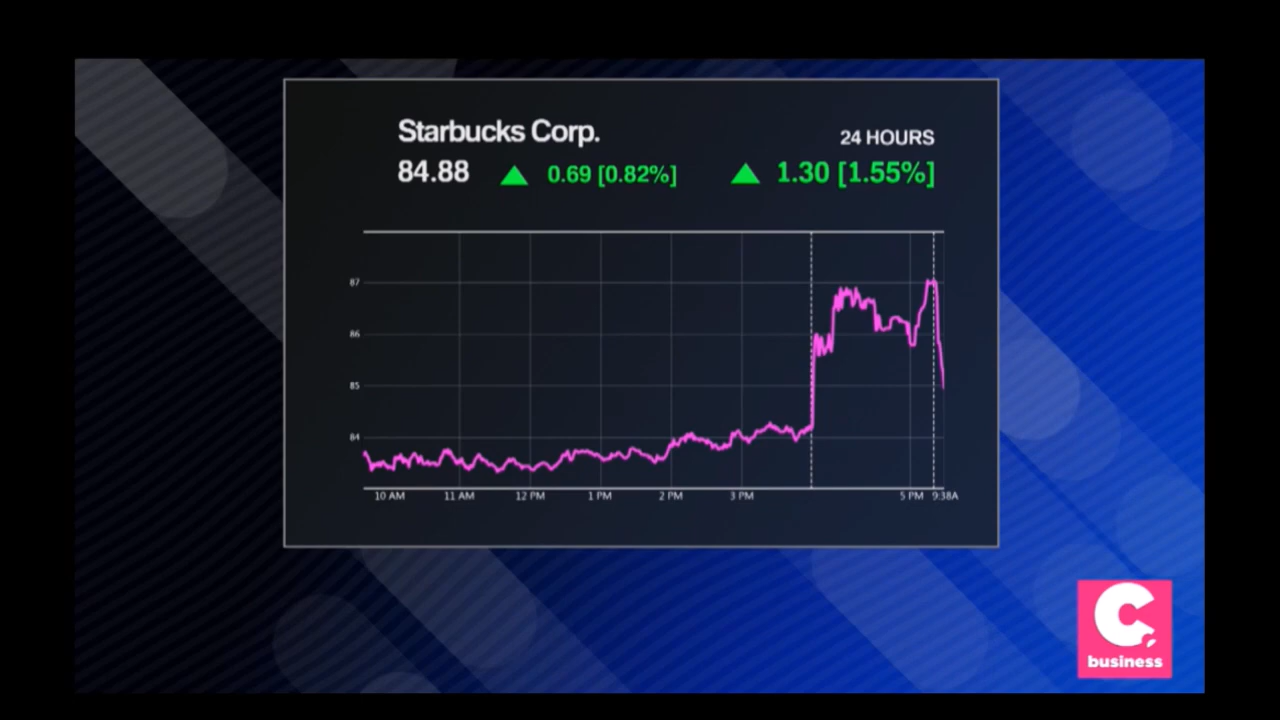 Starbucks Corp.
24 HOURS
84.88 ▲ 0.69 [0.82%] ▲ 1.30 [1.55%]
87
86
85
84
10 AM 11 AM 12 PM 1 PM 2 PM 3 PM 5 PM 9:38A
C
business